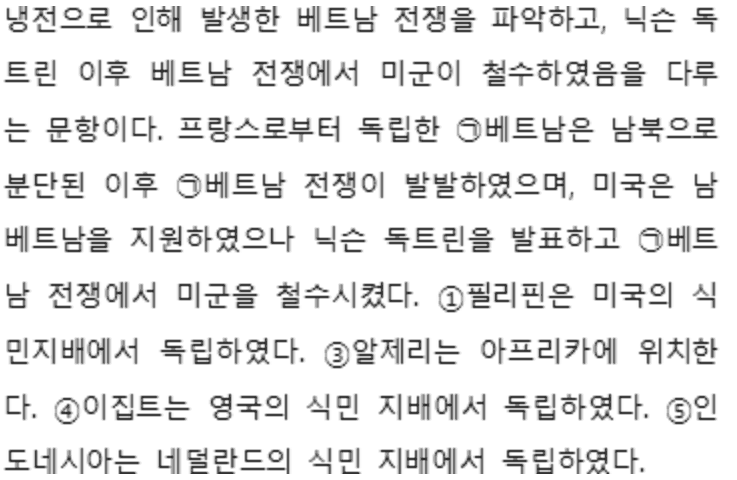 냉전으로 인해 발생한 베트남 전쟁을 파악하고, 닉슨 독
트린 이후 베트남 전쟁에서 미군이 철수하였음을 다루
는 문항이다. 프랑스로부터 독립한 ㉠베트남은 남북으로
분단된 이후 ㉠베트남 전쟁이 발발하였으며, 미국은 남
베트남을 지원하였으나 닉슨 독트린을 발표하고 ㉠베트
남 전쟁에서 미군을 철수시켰다. ①필리핀은 미국의 식
민지배에서 독립하였다. ③알제리는 아프리카에 위치한
다. ④이집트는 영국의 식민 지배에서 독립하였다. ⑤인
도네시아는 네덜란드의 식민 지배에서 독립하였다.